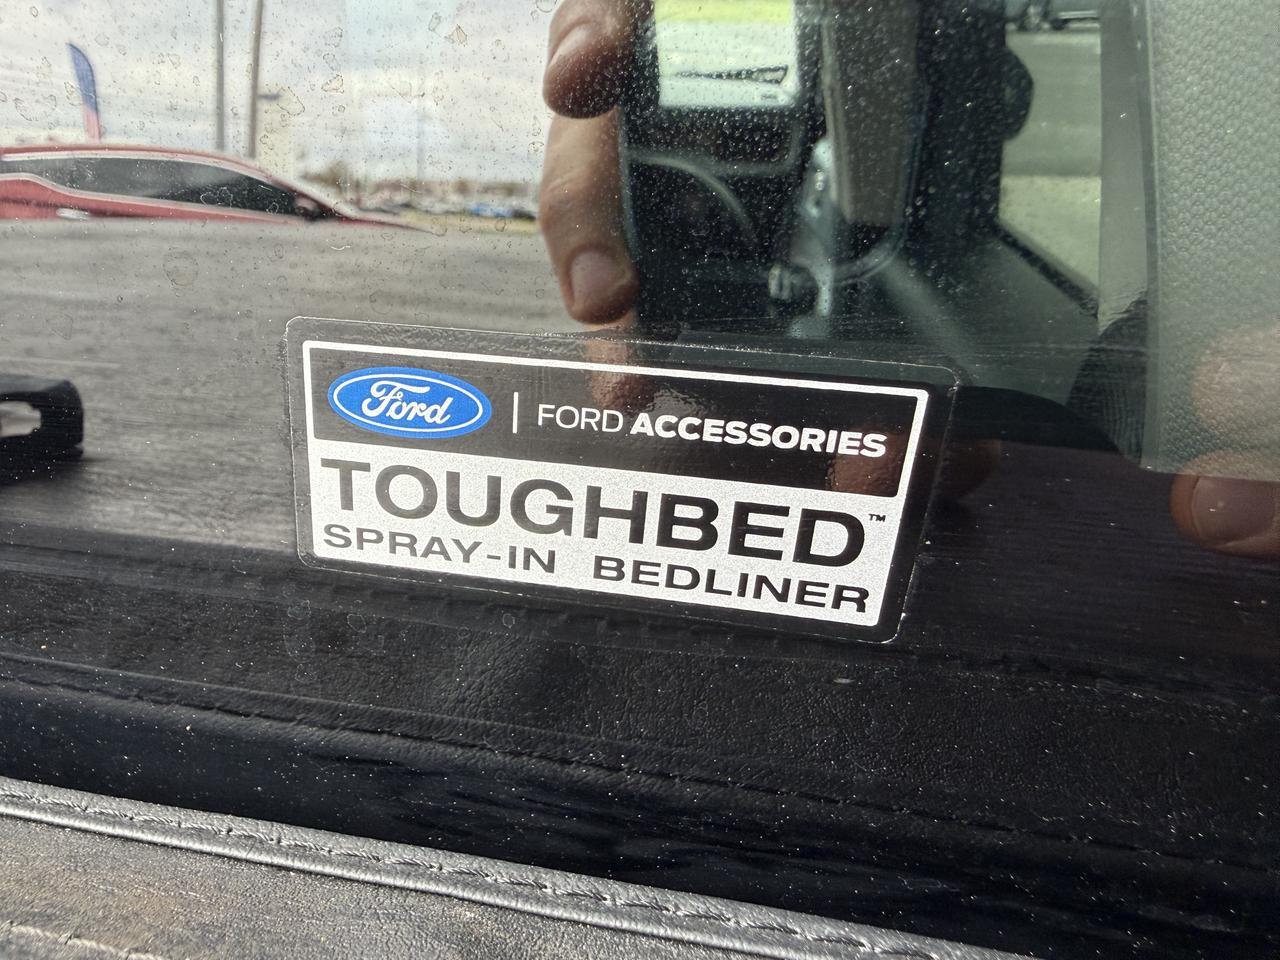 Ford | FORD ACCESSORIES
TOUGHBED™
SPRAY-IN BEDLINER